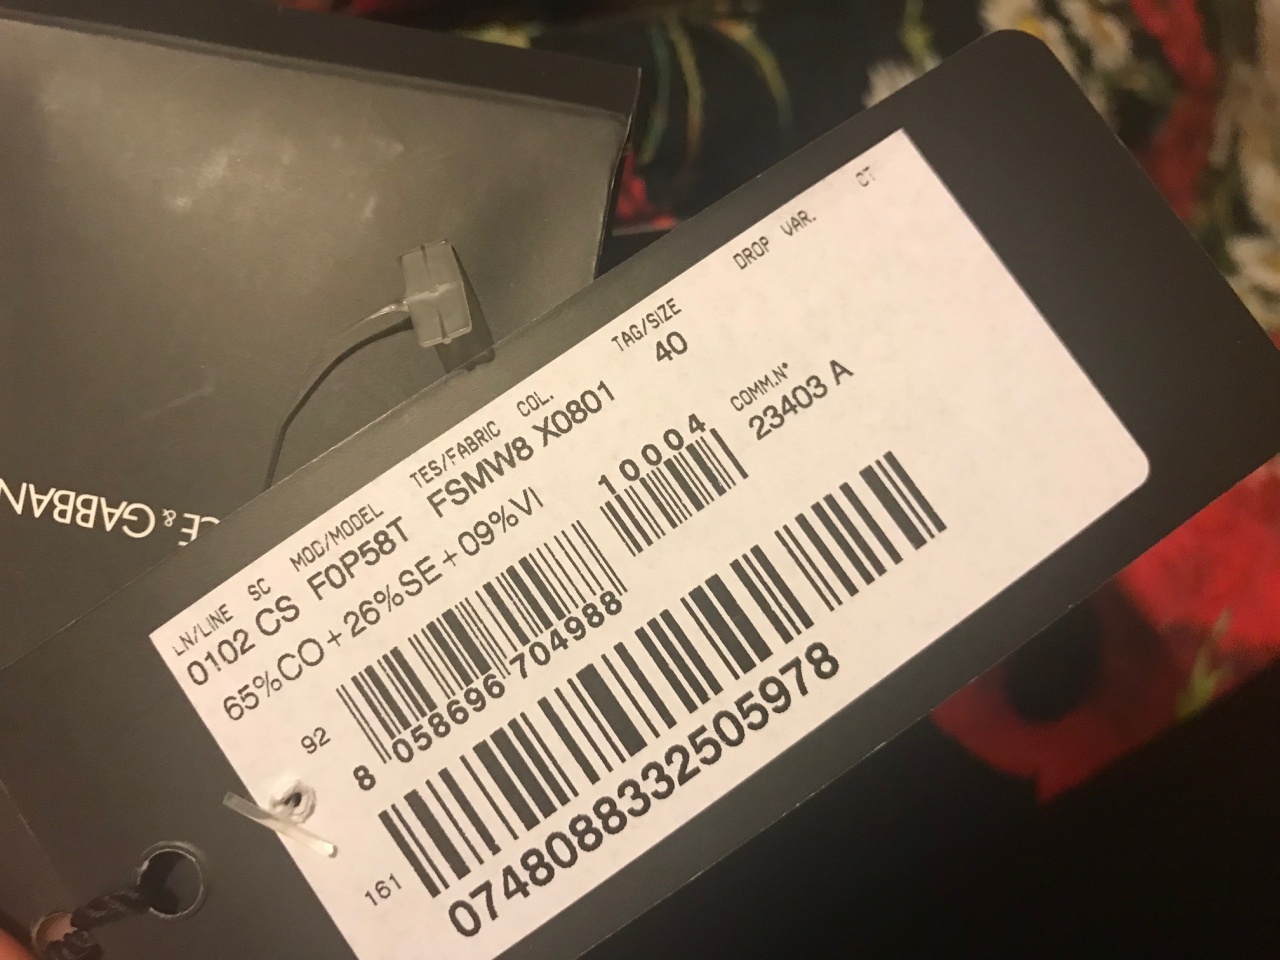 E & GABBAN
LN/LINE SC MOD/MODEL TES/FABRIC COL. TAG/SIZE DROP VAR. CT
0102 CS F0P58T FSMW8 X0801 40
65%CO+26%SE+09%VI 10004 COMM.N°
23403 A
92
8 058696 704988
161
0748088332505978